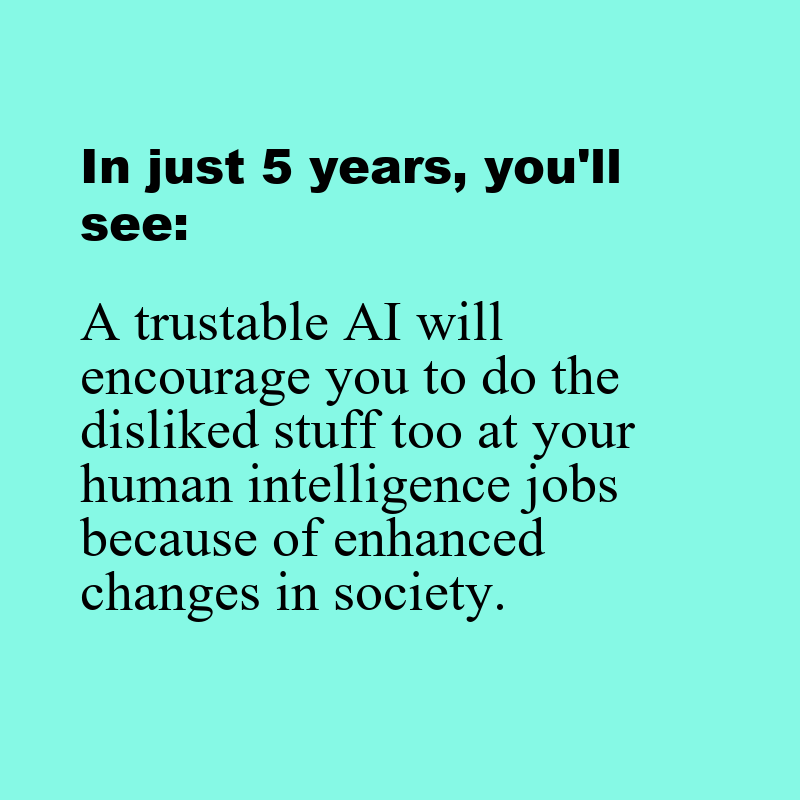 In just 5 years, you'll
see:
A trustable AI will
encourage you to do the
disliked stuff too at your
human intelligence jobs
because of enhanced
changes in society.